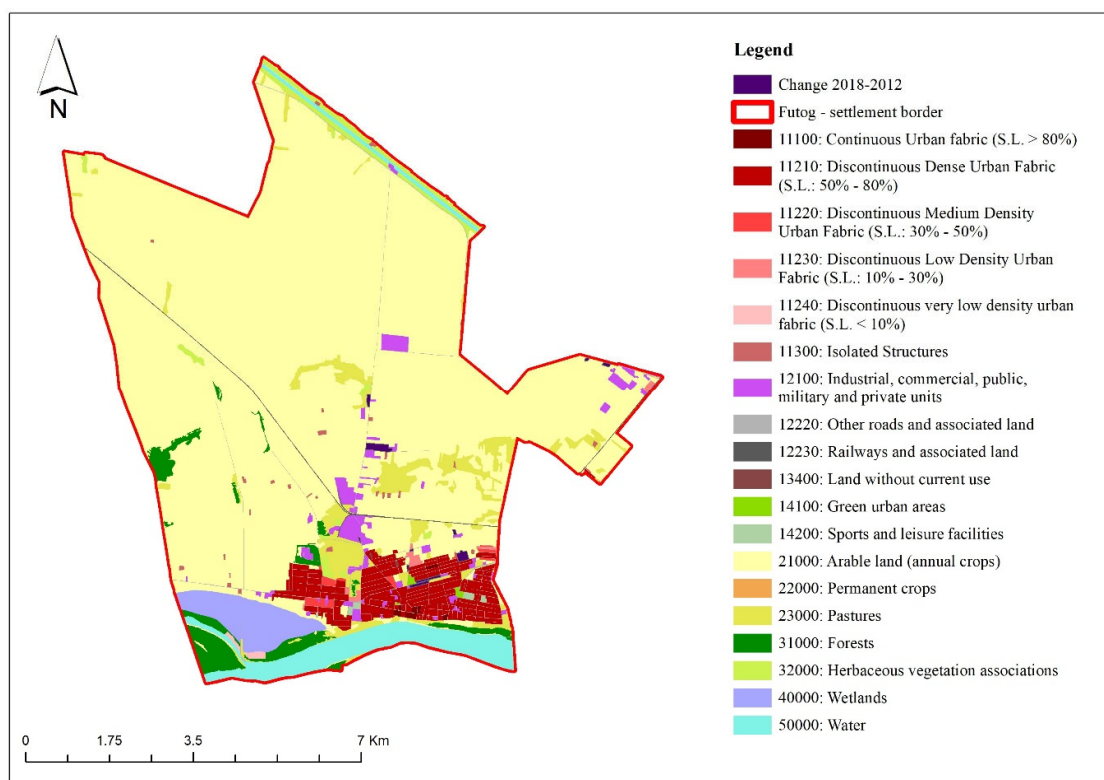 N
Legend
Change 2018-2012
Futog - settlement border
11100: Continuous Urban fabric (S.L. > 80%)
11210: Discontinuous Dense Urban Fabric
(S.L.: 50% - 80%)
11220: Discontinuous Medium Density
Urban Fabric (S.L.: 30% - 50%)
11230: Discontinuous Low Density Urban
Fabric (S.L.: 10% - 30%)
11240: Discontinuous very low density urban
fabric (S.L. < 10%)
11300: Isolated Structures
12100: Industrial, commercial, public,
military and private units
12220: Other roads and associated land
12230: Railways and associated land
13400: Land without current use
14100: Green urban areas
14200: Sports and leisure facilities
21000: Arable land (annual crops)
22000: Permanent crops
23000: Pastures
31000: Forests
32000: Herbaceous vegetation associations
40000: Wetlands
50000: Water
0 1.75 3.5 7 Km